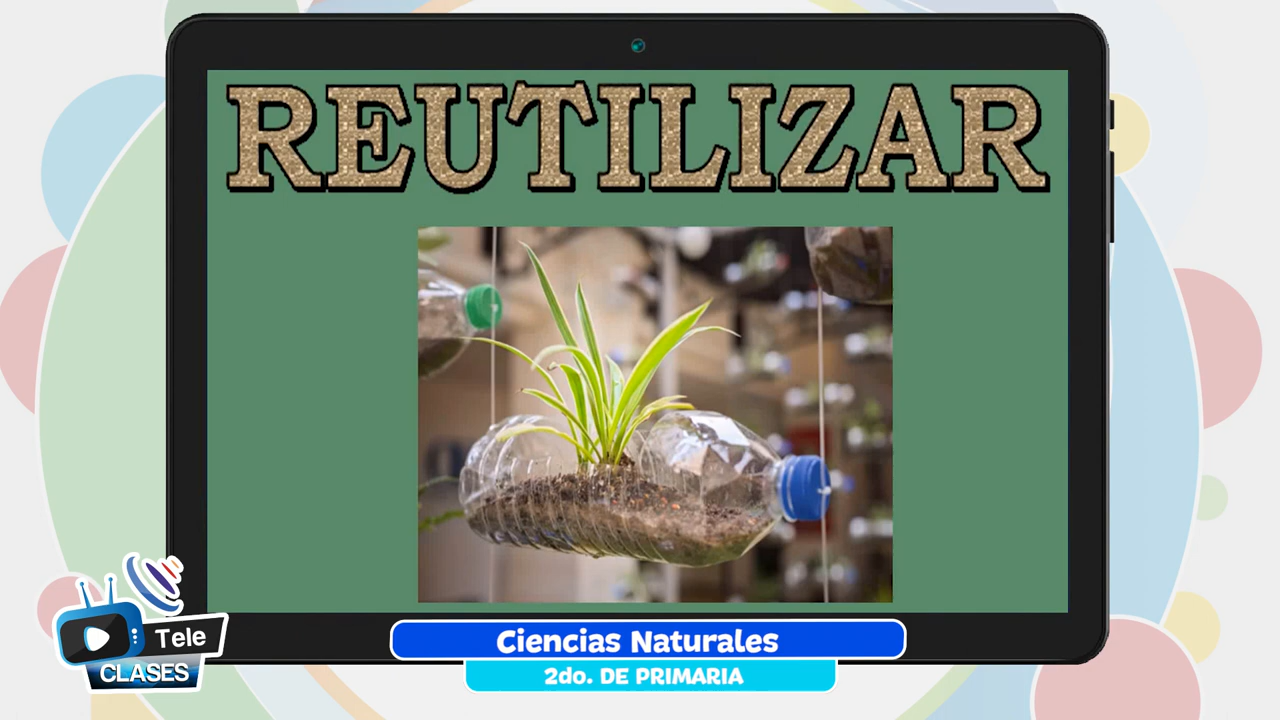 REUTILIZAR
Tele
CLASES
Ciencias Naturales
2do. DE PRIMARIA